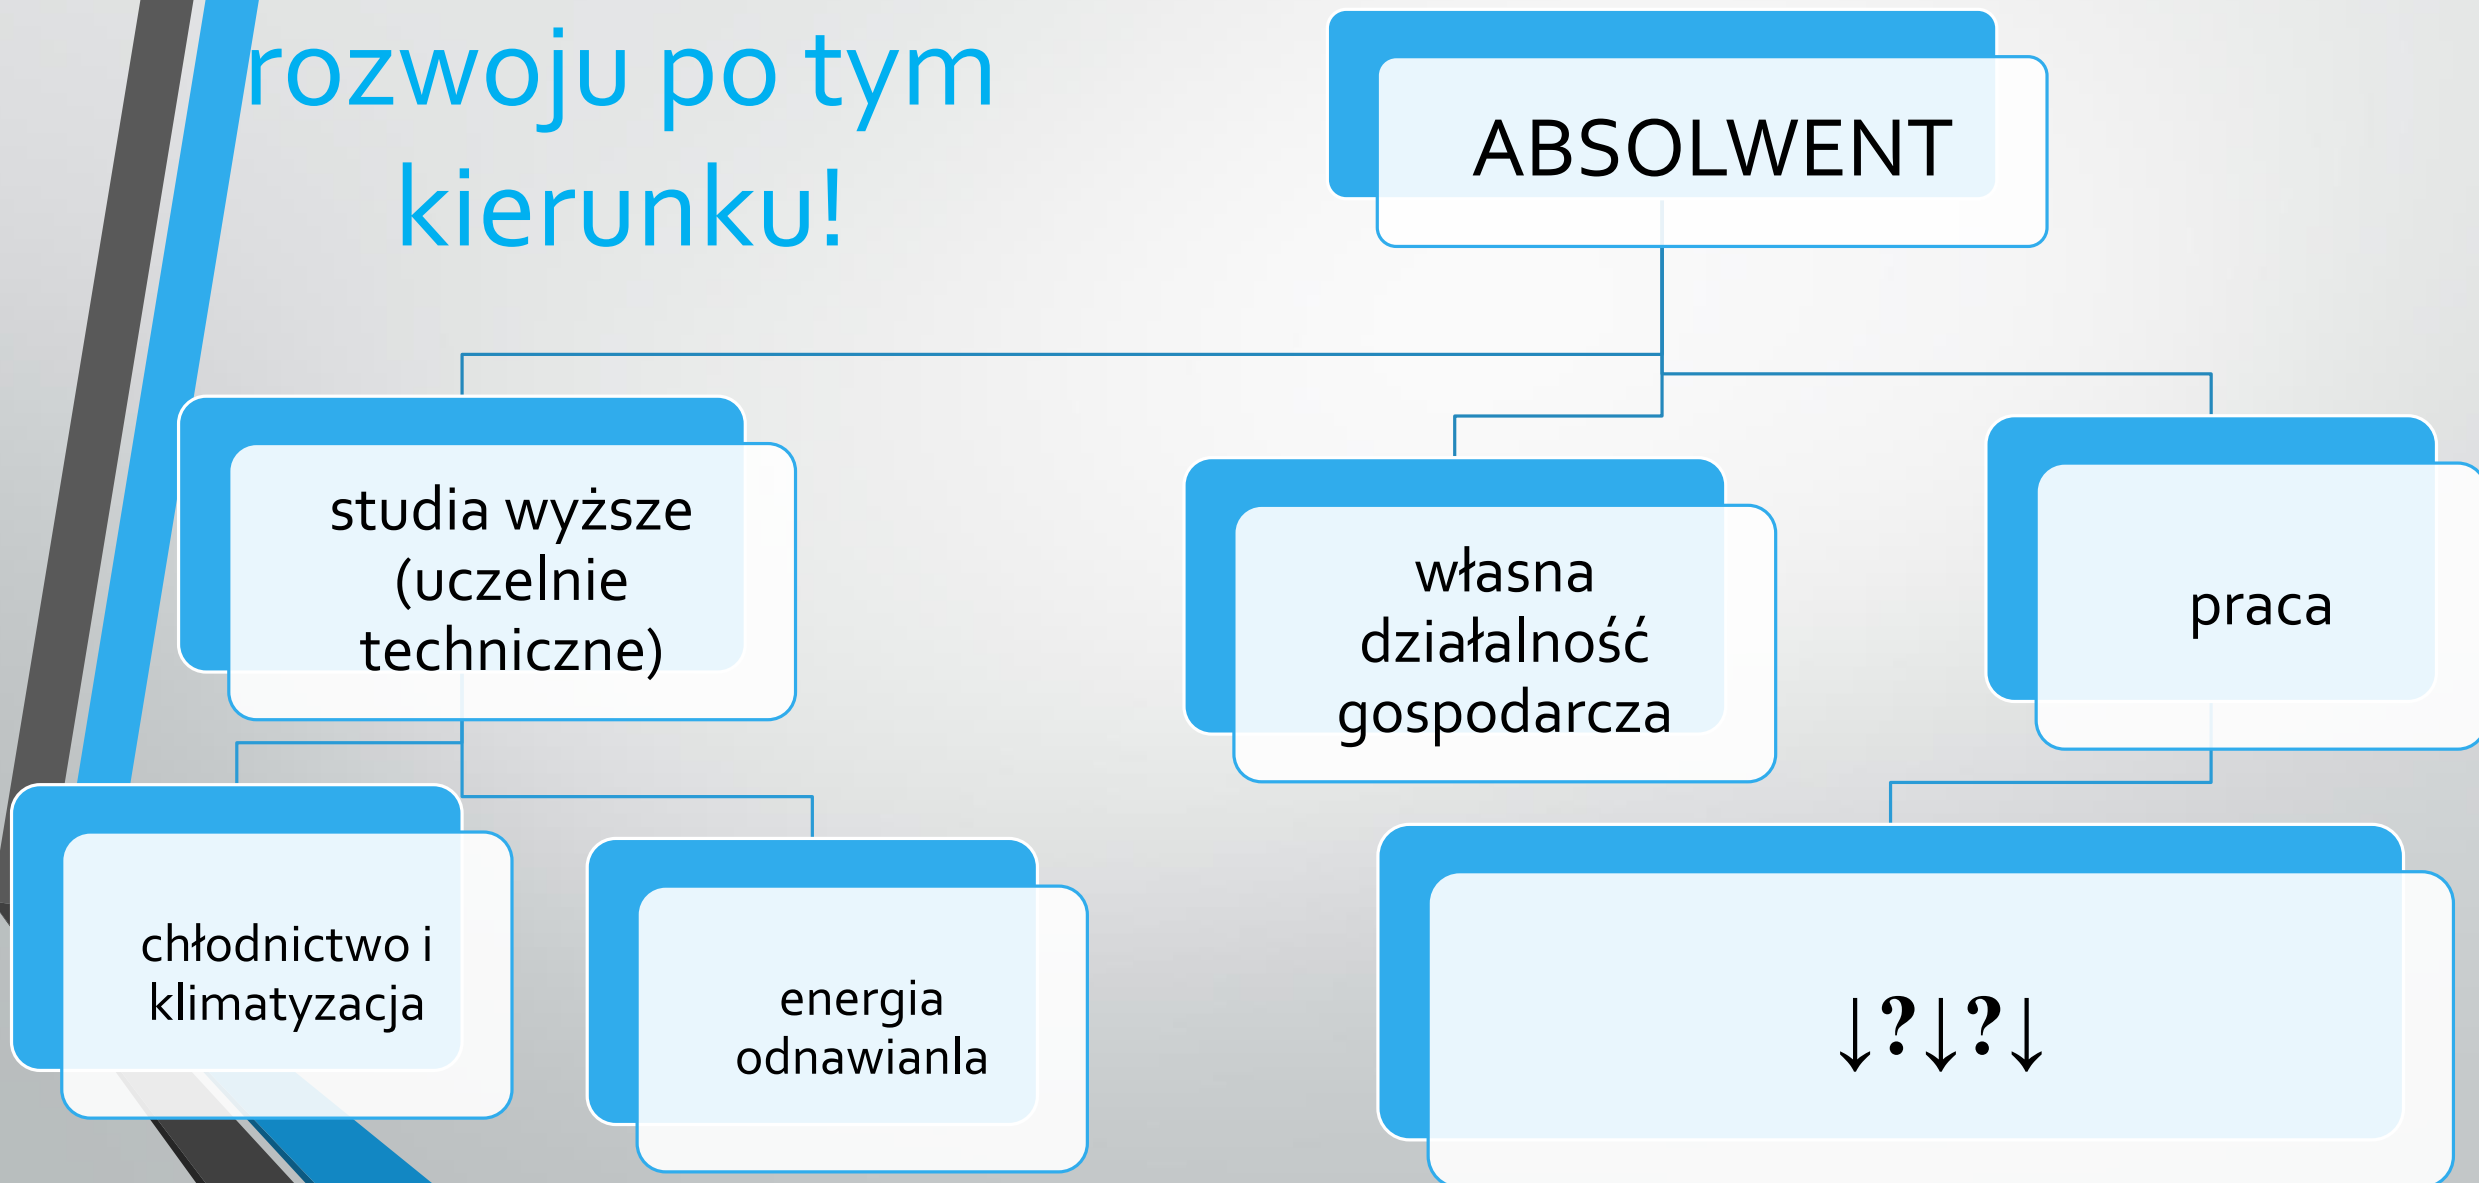 rozwoju po tym
kierunku!
ABSOLWENT
studia wyższe
(uczelnie
techniczne)
własna
działalność
gospodarcza
praca
chłodnictwo i
klimatyzacja
energia
odnawianla
↓?↓?↓